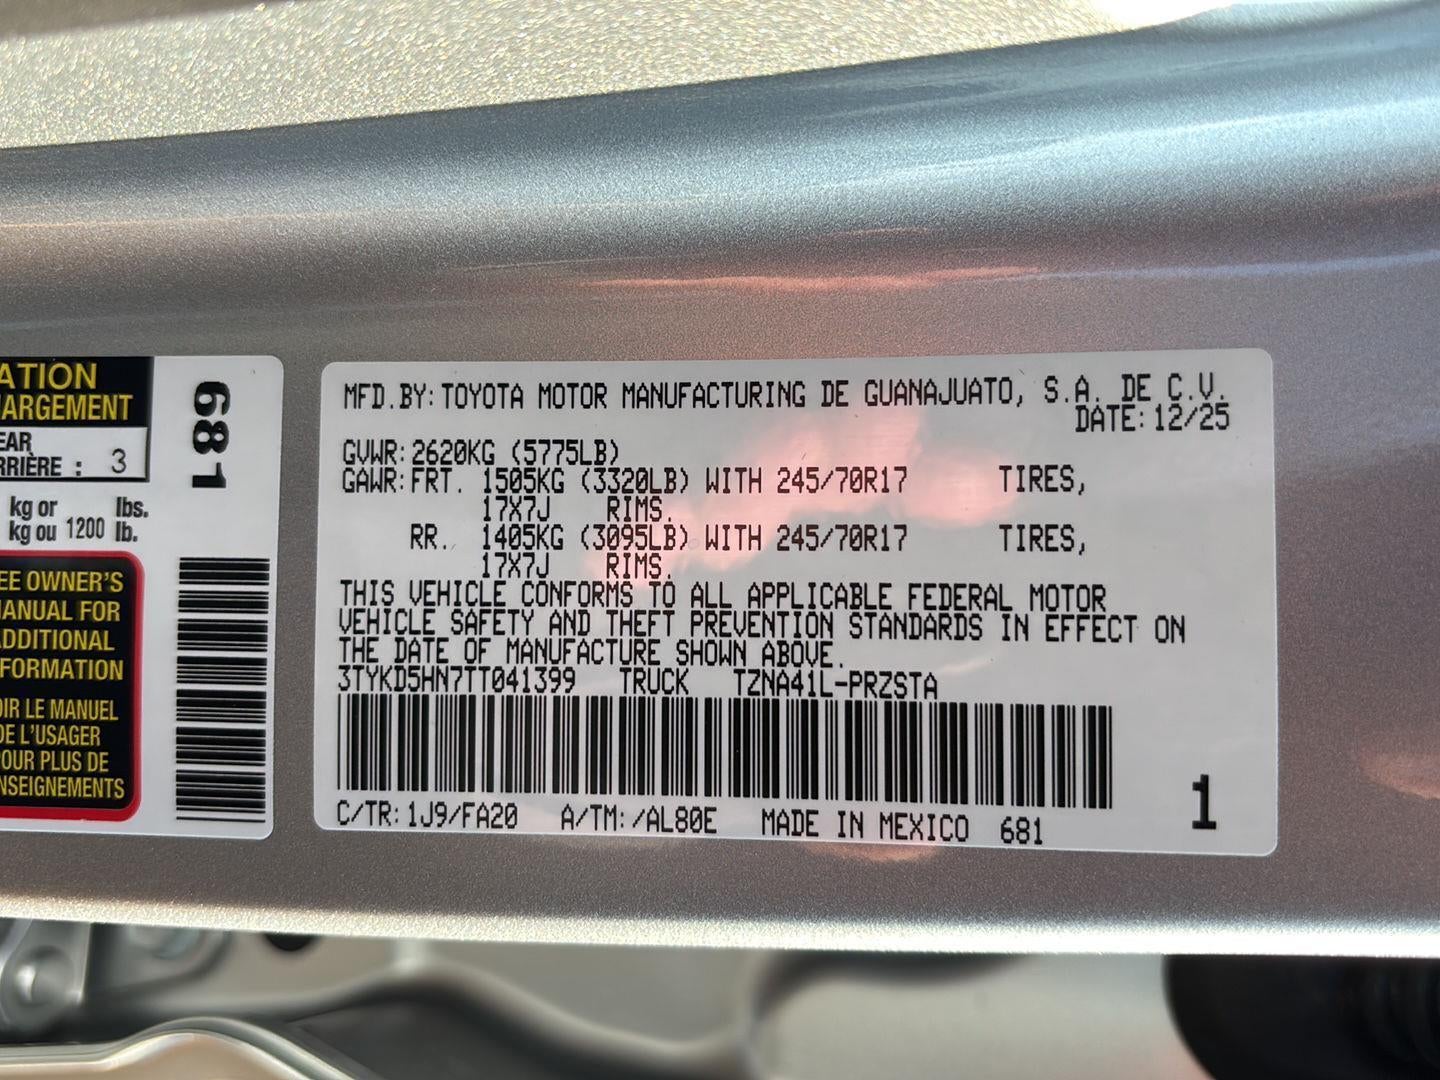 ATION
HARGEMENT
EAR
RRIÈRE : 3
kg or lbs.
kg ou 1200 lb.
EE OWNER'S
MANUAL FOR
ADDITIONAL
FORMATION
OIR LE MANUEL
DE L'USAGER
POUR PLUS DE
NSEIGNEMENTS
681
MFD.BY: TOYOTA MOTOR MANUFACTURING DE GUANAJUATO, S.A. DE C.V.
DATE: 12/25
GVWR: 2620KG (5775LB)
GAWR: FRT. 1505KG (3320LB) WITH 245/70R17 TIRES,
17X7J RIMS.
RR. 1405KG (3095LB) WITH 245/70R17 TIRES,
17X7J RIMS.
THIS VEHICLE CONFORMS TO ALL APPLICABLE FEDERAL MOTOR
VEHICLE SAFETY AND THEFT PREVENTION STANDARDS IN EFFECT ON
THE DATE OF MANUFACTURE SHOWN ABOVE.
3TYKD5HN7TT041399 TRUCK TZNA41L-PRZSTA
C/TR: 1J9/FA20 A/TM: /AL80E MADE IN MEXICO 681
1